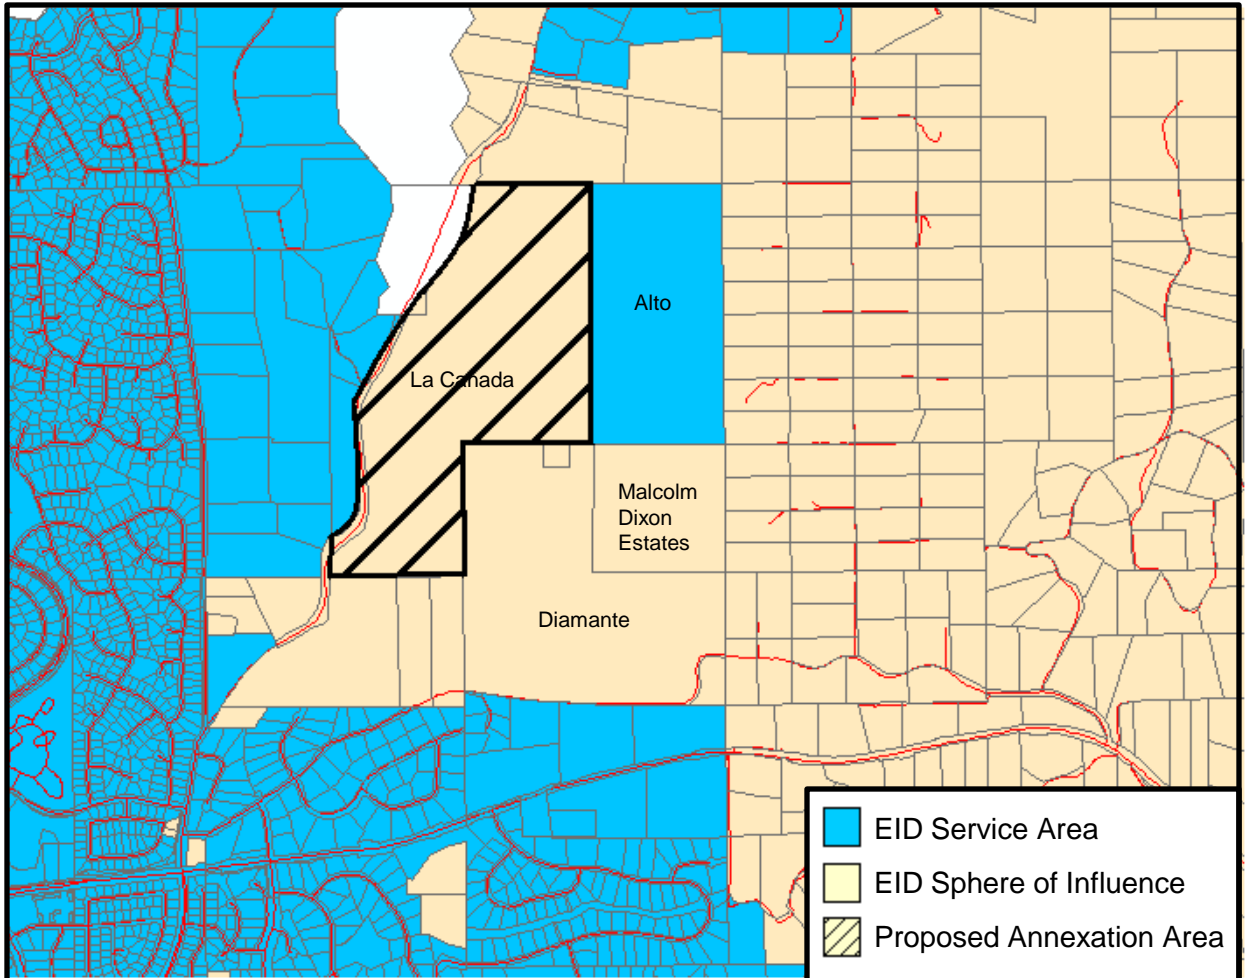 Alto
La Canada
Malcolm
Dixon
Estates
Diamante
EID Service Area
EID Sphere of Influence
Proposed Annexation Area